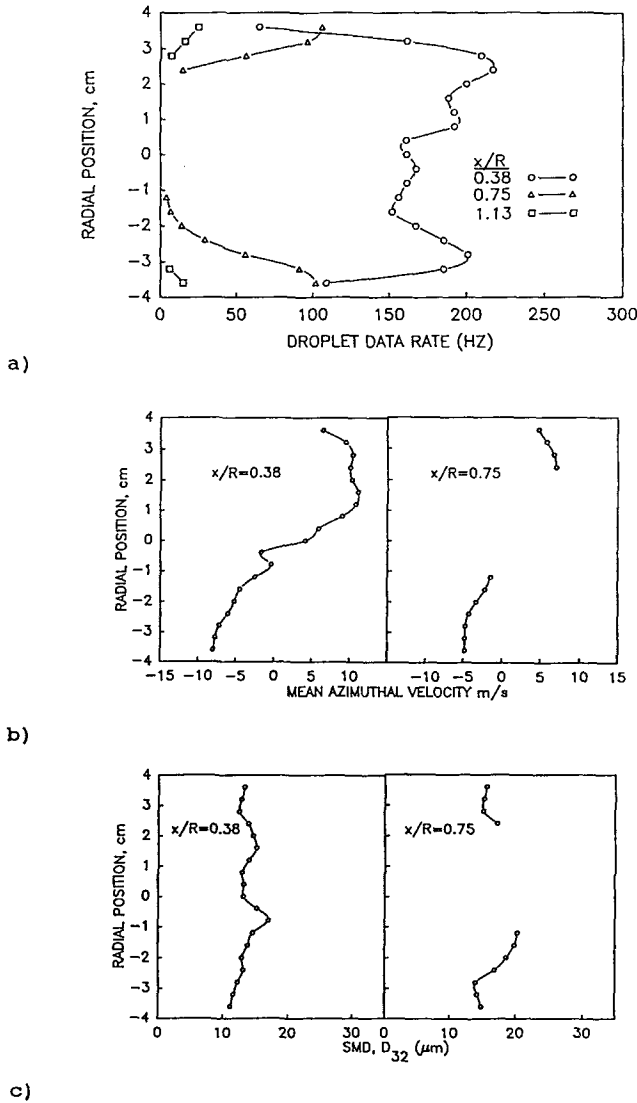 4
3
2
1
0
-1
-2
-3
-4
RADIAL POSITION, cm
x/R
0.38
0.75
1.13
0 50 100 150 200 250 300
DROPLET DATA RATE (HZ)
a)
4
3
2
1
0
-1
-2
-3
-4
RADIAL POSITION, cm
x/R=0.38
x/R=0.75
-15 -10 -5 0 5 10 -10 -5 0 5 10 15
MEAN AZIMUTHAL VELOCITY m/s
b)
4
3
2
1
0
-1
-2
-3
-4
RADIAL POSITION, cm
x/R=0.38
x/R=0.75
0 10 20 30 10 20 30
SMD, D32 (μm)
c)